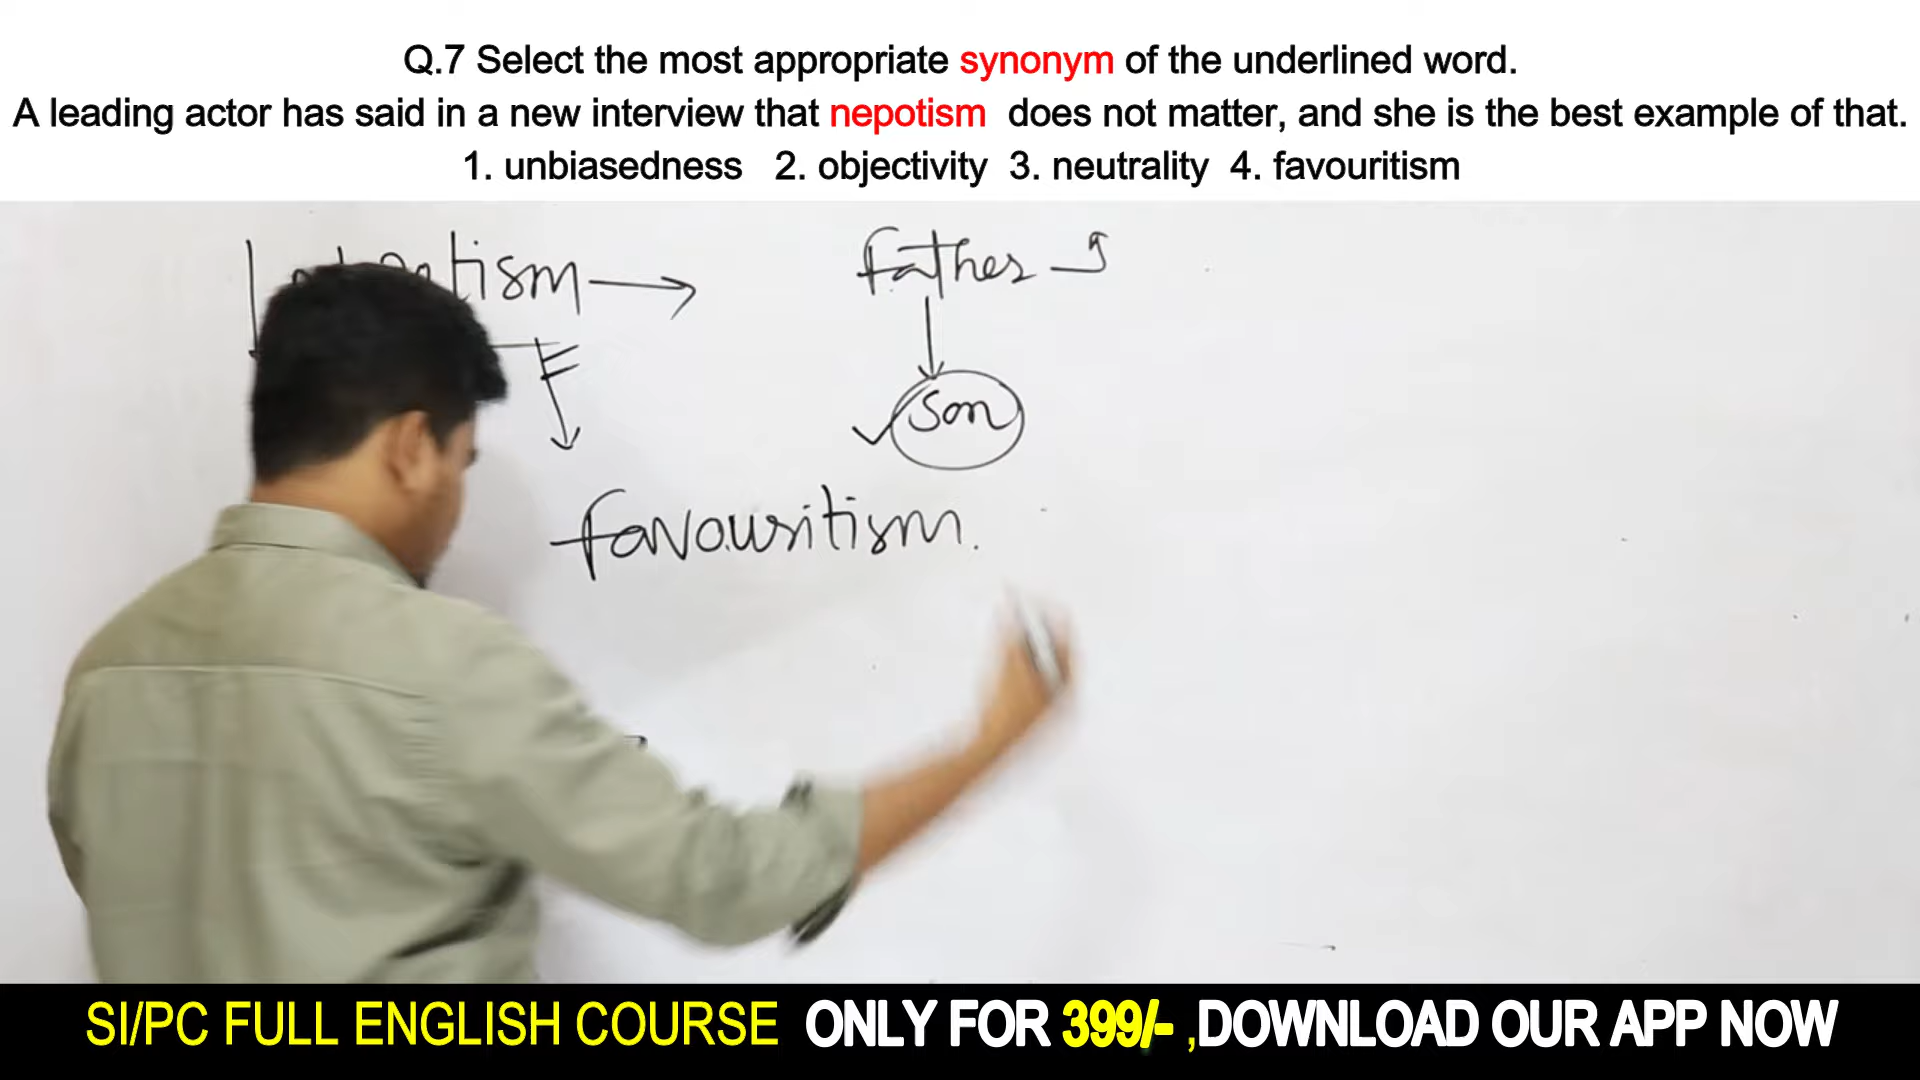 Q.7 Select the most appropriate synonym of the underlined word.
A leading actor has said in a new interview that nepotism does not matter, and she is the best example of that.
1. unbiasedness 2. objectivity 3. neutrality 4. favouritism
father
son
favouritism.
SI/PC FULL ENGLISH COURSE ONLY FOR 399/- ,DOWNLOAD OUR APP NOW